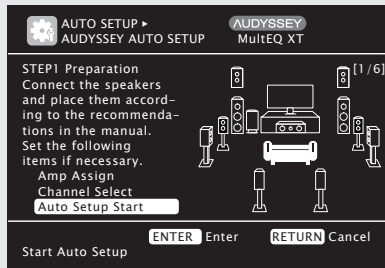 AUTO SETUP ▸
AUDYSSEY AUTO SETUP
AUDYSSEY
MultEQ XT
STEP1 Preparation
[1/6]
Connect the speakers
and place them accord-
ing to the recommenda-
tions in the manual.
Set the following
items if necessary.
Amp Assign
Channel Select
Auto Setup Start
ENTER Enter
RETURN Cancel
Start Auto Setup